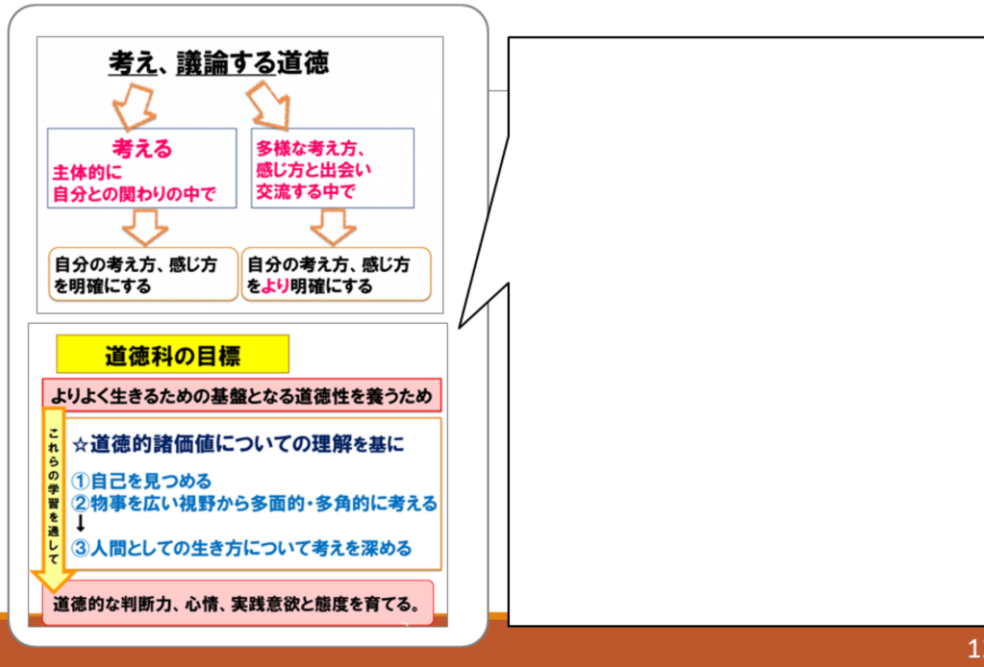 考え、議論する道徳
考える
主体的に
自分との関わりの中で
多様な考え方、
感じ方と出会い
交流する中で
自分の考え方、感じ方
を明確にする
自分の考え方、感じ方
をより明確にする
道徳科の目標
よりよく生きるための基盤となる道徳性を養うため
これらの学習を通して
☆道徳的諸価値についての理解を基に
①自己を見つめる
②物事を広い視野から多面的・多角的に考える
↓
③人間としての生き方について考えを深める
道徳的な判断力、心情、実践意欲と態度を育てる。